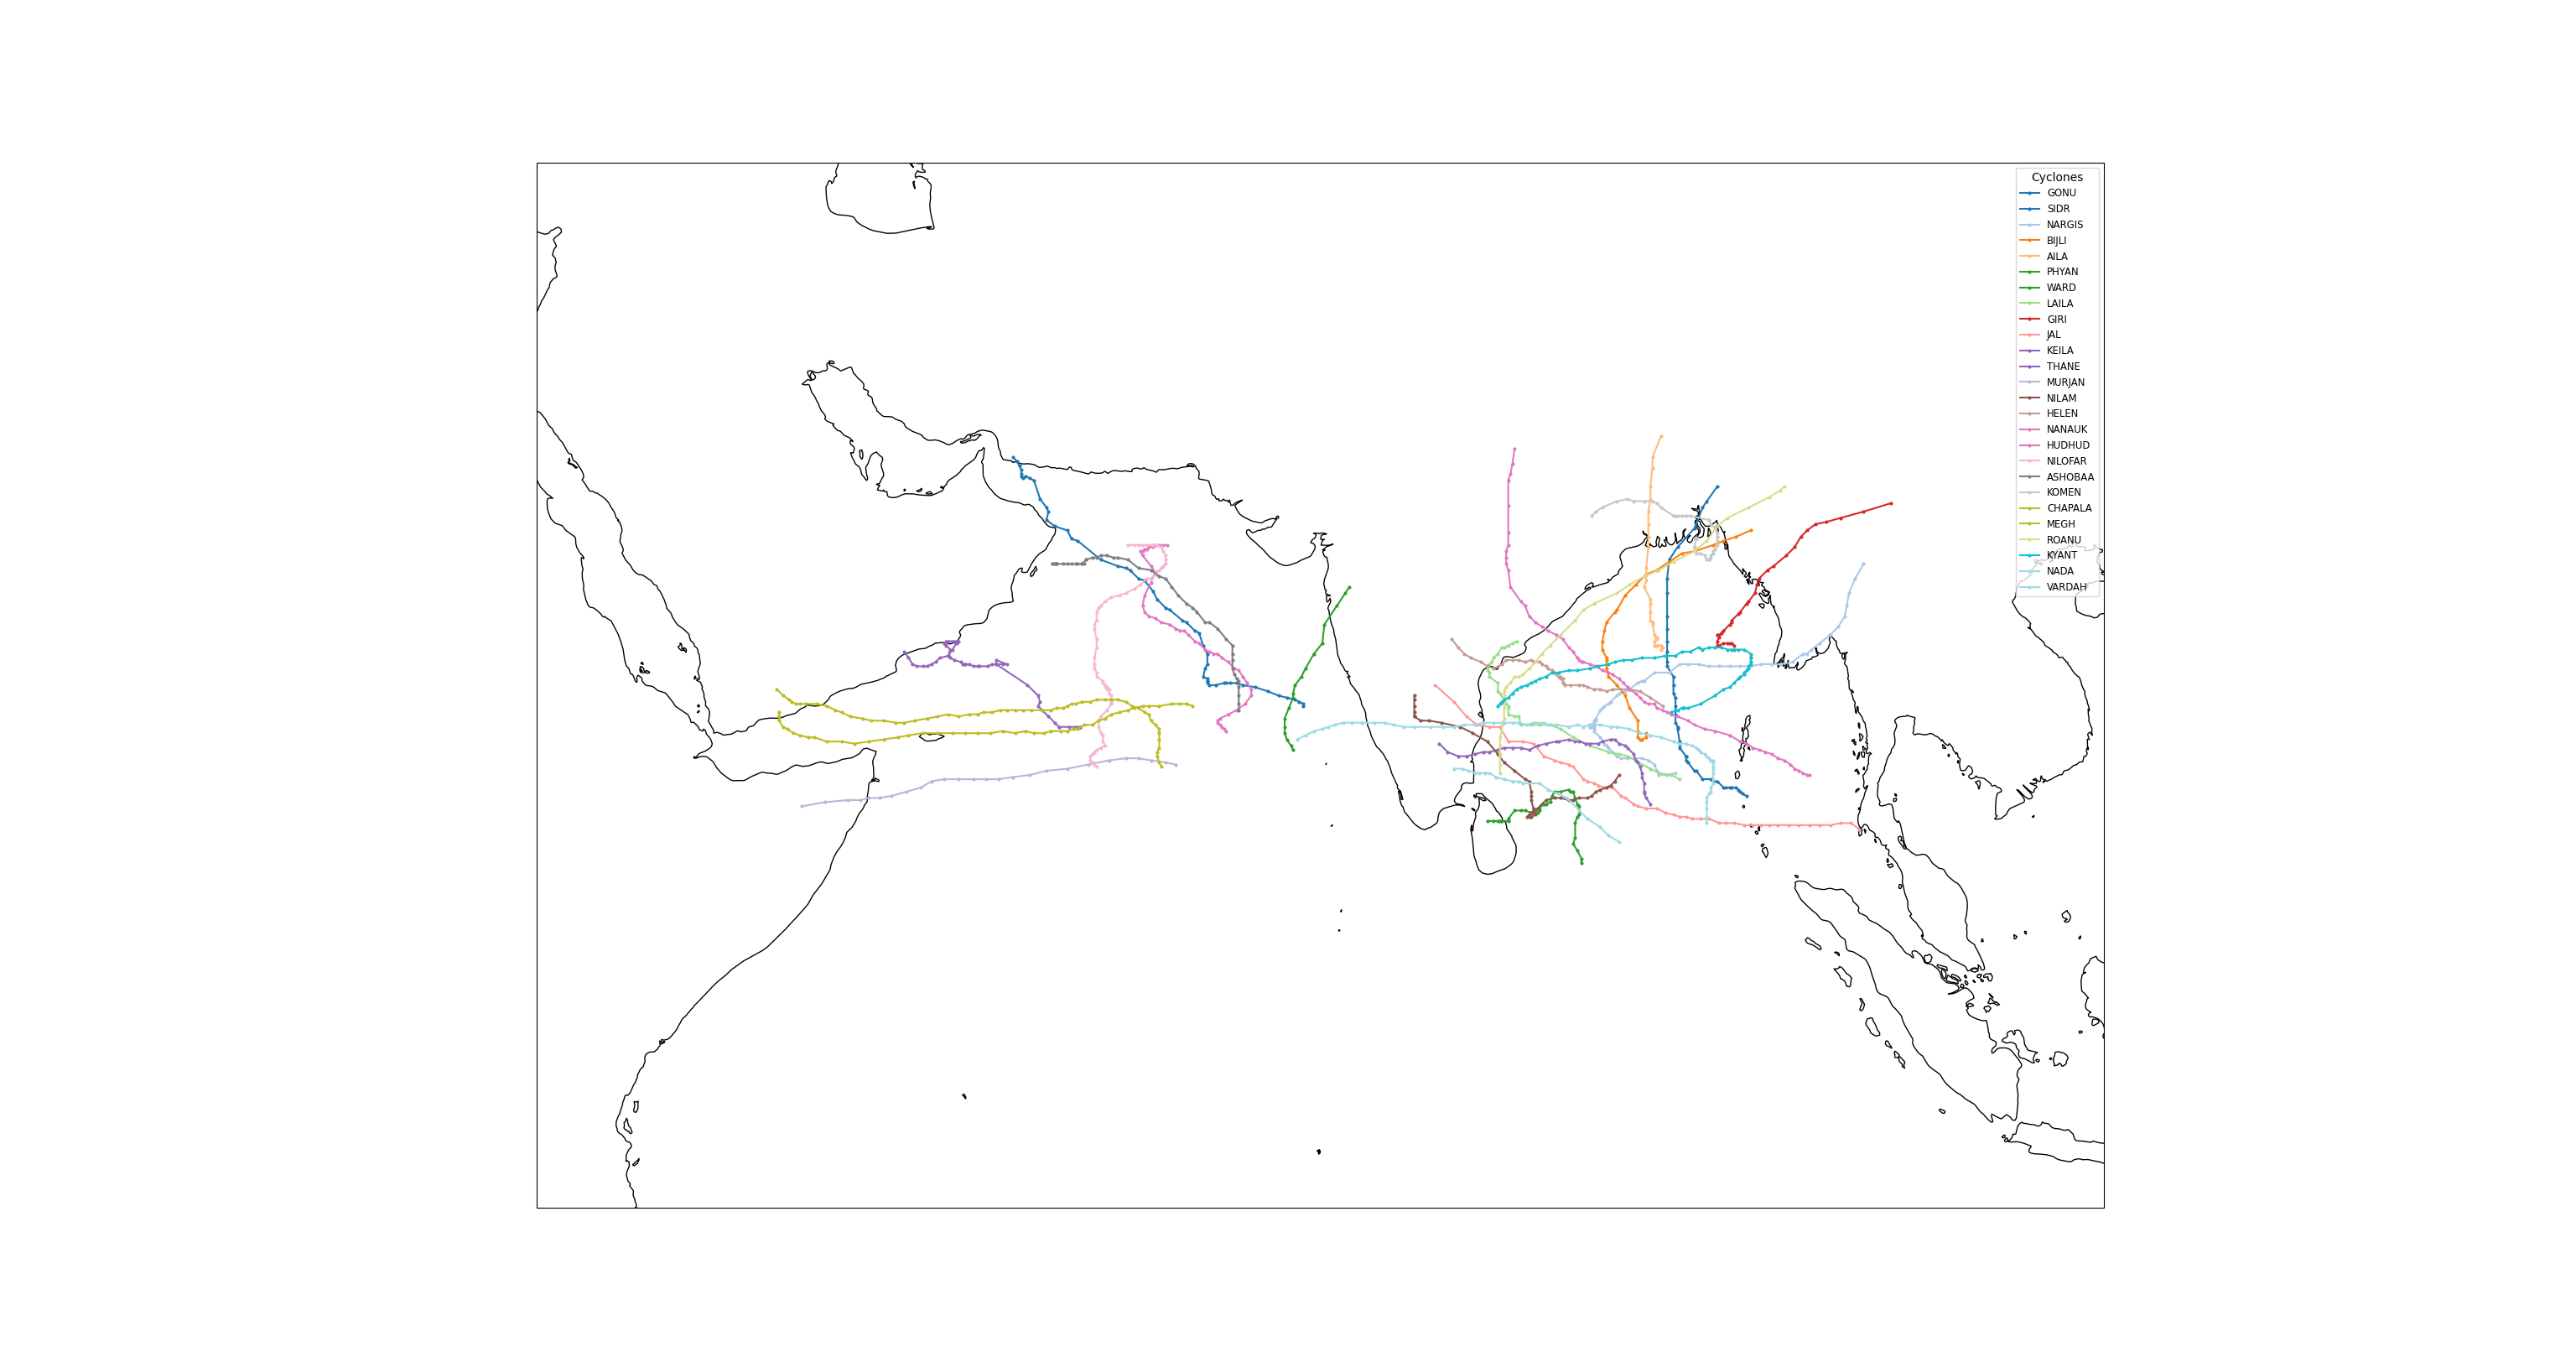 Cyclones
GONU
SIDR
NARGIS
BIJLI
AILA
PHYAN
WARD
LAILA
GIRI
JAL
KEILA
THANE
MURJAN
NILAM
HELEN
NANAUK
HUDHUD
NILOFAR
ASHOBAA
KOMEN
CHAPALA
MEGH
ROANU
KYANT
NADA
VARDAH